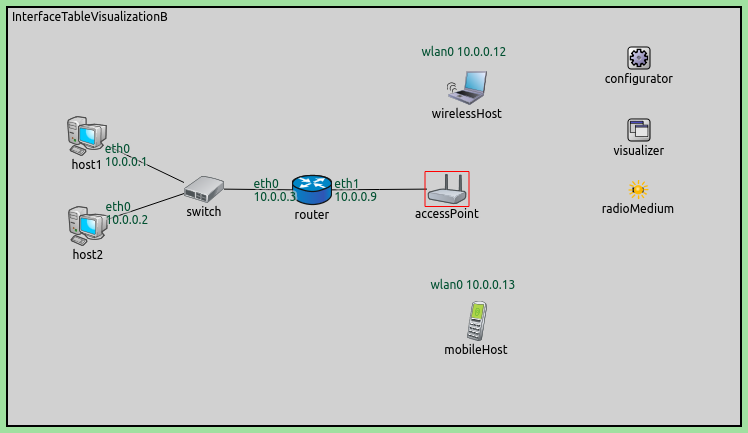 InterfaceTableVisualizationB
wlan0 10.0.0.12
wirelessHost
configurator
eth0
10.0.0.1
host1
visualizer
eth0
10.0.0.2
host2
switch
eth0
10.0.0.3
router
eth1
10.0.0.9
accessPoint
radioMedium
wlan0 10.0.0.13
mobileHost